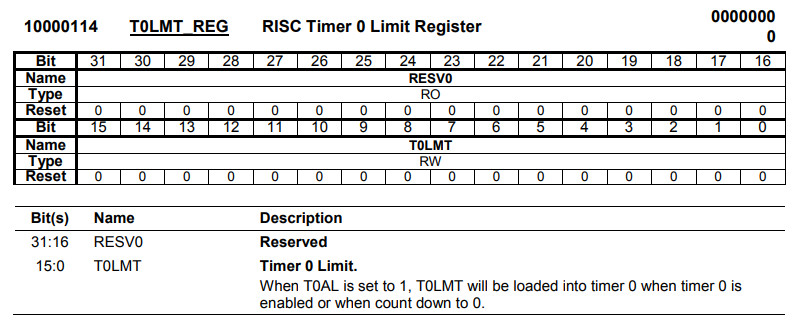 10000114 T0LMT_REG RISC Timer 0 Limit Register 0000000
0
Bit 31 30 29 28 27 26 25 24 23 22 21 20 19 18 17 16
Name RESV0
Type RO
Reset 0 0 0 0 0 0 0 0 0 0 0 0 0 0 0 0
Bit 15 14 13 12 11 10 9 8 7 6 5 4 3 2 1 0
Name T0LMT
Type RW
Reset 0 0 0 0 0 0 0 0 0 0 0 0 0 0 0 0
Bit(s) Name Description
31:16 RESV0 Reserved
15:0 T0LMT Timer 0 Limit.
When T0AL is set to 1, T0LMT will be loaded into timer 0 when timer 0 is
enabled or when count down to 0.